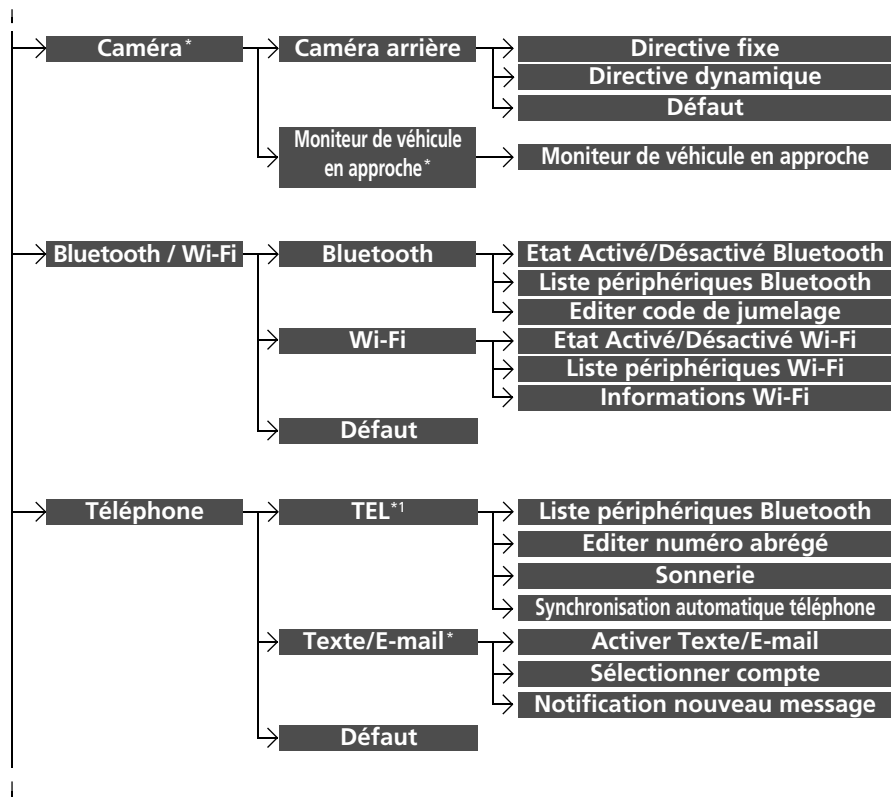 Caméra*
Caméra arrière
Directive fixe
Directive dynamique
Défaut
Moniteur de véhicule
en approche*
Moniteur de véhicule en approche
Bluetooth / Wi-Fi
Bluetooth
Etat Activé/Désactivé Bluetooth
Liste périphériques Bluetooth
Editer code de jumelage
Wi-Fi
Etat Activé/Désactivé Wi-Fi
Liste périphériques Wi-Fi
Informations Wi-Fi
Défaut
Téléphone
TEL*1
Liste périphériques Bluetooth
Editer numéro abrégé
Sonnerie
Synchronisation automatique téléphone
Texte/E-mail*
Activer Texte/E-mail
Sélectionner compte
Notification nouveau message
Défaut